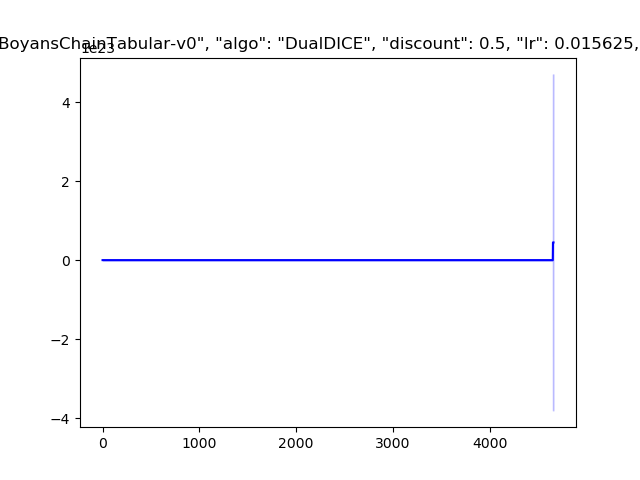 BoyansChainTabular-v0", "algo": "DualDICE", "discount": 0.5, "lr": 0.015625,
1e23
4
2
0
−2
−4
0 1000 2000 3000 4000